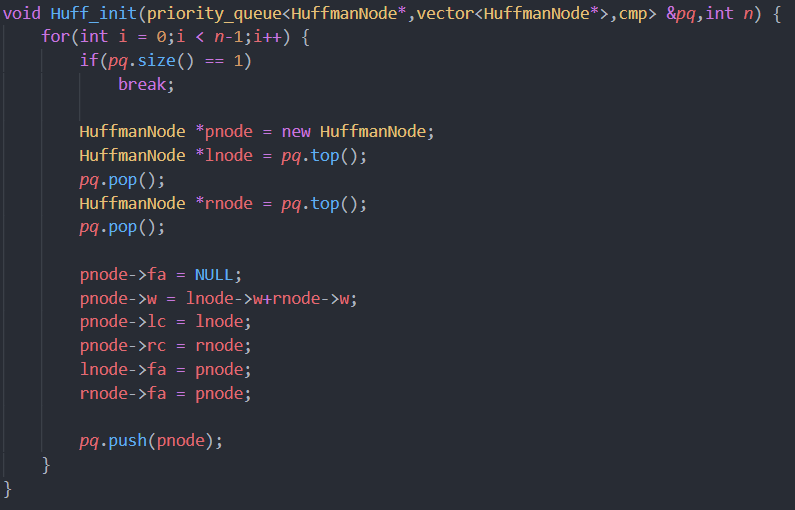 void Huff_init(priority_queue<HuffmanNode*,vector<HuffmanNode*>,cmp> &pq,int n) {
    for(int i = 0;i < n-1;i++) {
        if(pq.size() == 1)
            break;

        HuffmanNode *pnode = new HuffmanNode;
        HuffmanNode *lnode = pq.top();
        pq.pop();
        HuffmanNode *rnode = pq.top();
        pq.pop();

        pnode->fa = NULL;
        pnode->w = lnode->w+rnode->w;
        pnode->lc = lnode;
        pnode->rc = rnode;
        lnode->fa = pnode;
        rnode->fa = pnode;

        pq.push(pnode);
    }
}